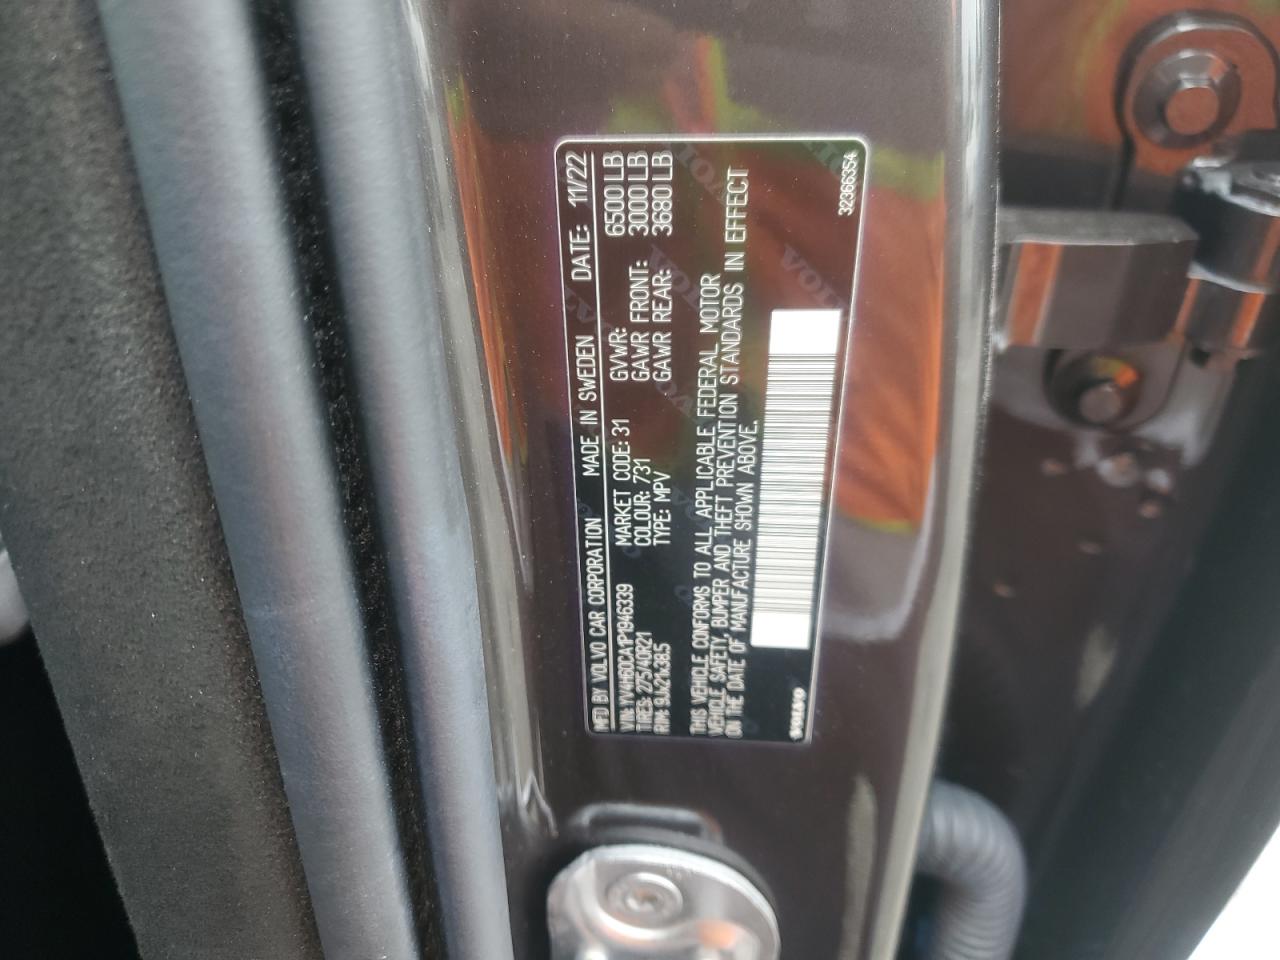 MFD BY VOLVO CAR CORPORATION MADE IN SWEDEN DATE: 11/22
VIN: YV4H60CA1P1946339 MARKET CODE: 31 GVWR: 6500 LB
TIRES: 275/40R21 COLOUR: 731 GAWR FRONT: 3000 LB
RIM: 9Jx21x38.5 TYPE: MPV GAWR REAR: 3680 LB
THIS VEHICLE CONFORMS TO ALL APPLICABLE FEDERAL MOTOR
VEHICLE SAFETY, BUMPER AND THEFT PREVENTION STANDARDS IN EFFECT
ON THE DATE OF MANUFACTURE SHOWN ABOVE.
VOLVO
32366354